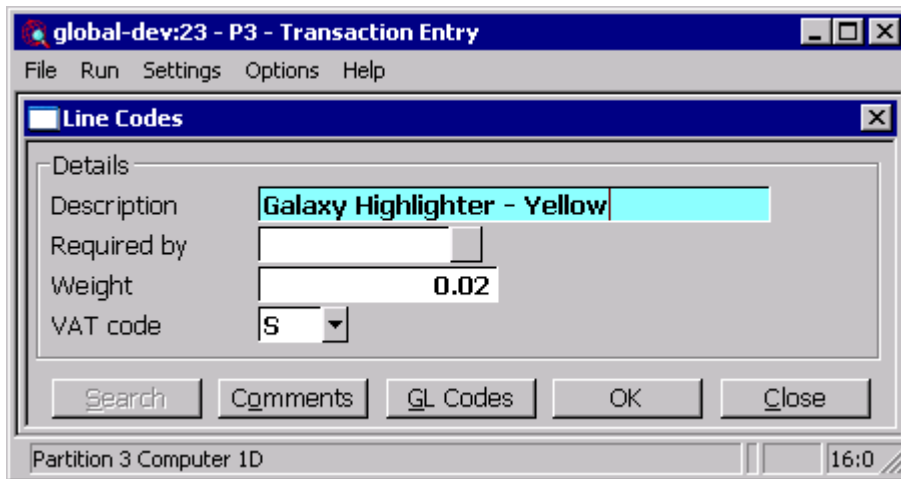 global-dev:23 - P3 - Transaction Entry
File Run Settings Options Help
Line Codes
Details
Description Galaxy Highlighter - Yellow
Required by
Weight 0.02
VAT code S
Search Comments GL Codes OK Close
Partition 3 Computer 1D 16:0